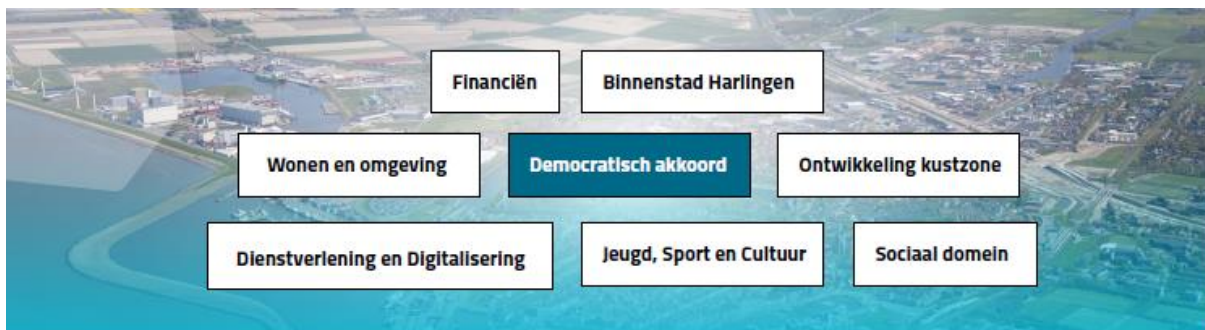 Financiën
Binnenstad Harlingen
Wonen en omgeving
Democratisch akkoord
Ontwikkeling kustzone
Dienstverlening en Digitalisering
Jeugd, Sport en Cultuur
Sociaal domein